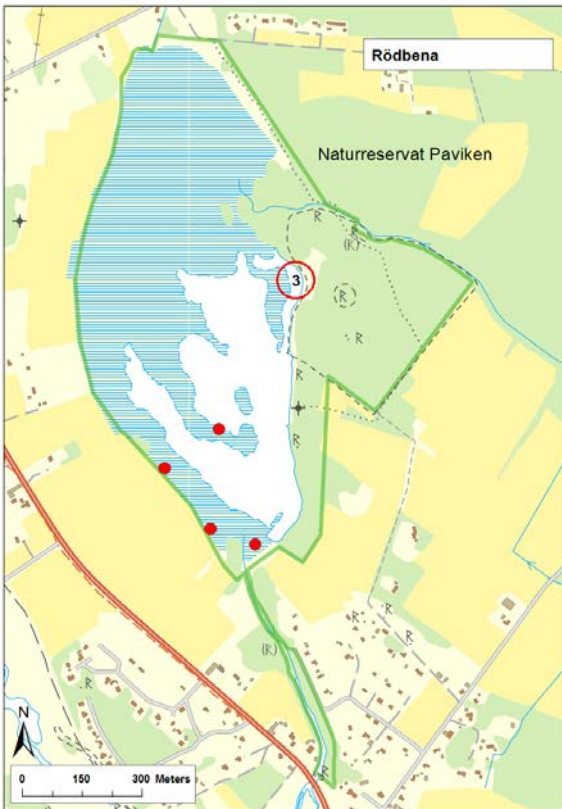 Rödbena
Naturreservat Paviken
R
R
(K)
3
(R)
R
R
R
R
R
R
(K)
R
R
N
0 150 300 Meters